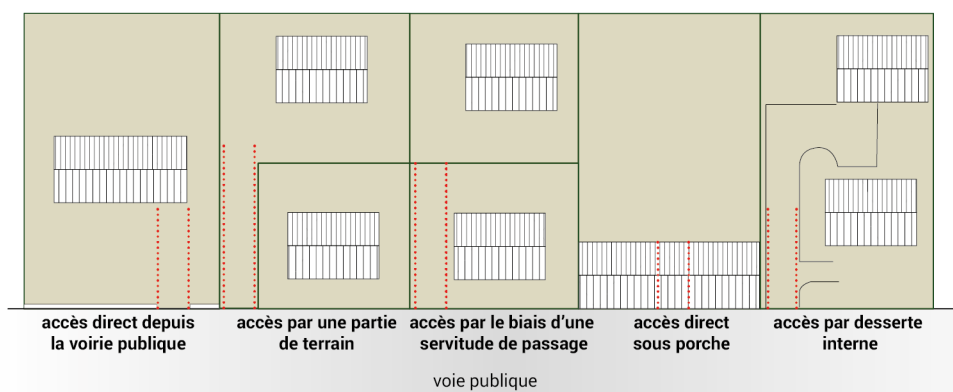 accès direct depuis
la voirie publique
accès par une partie
de terrain
accès par le biais d'une
servitude de passage
accès direct
sous porche
accès par desserte
interne
voie publique